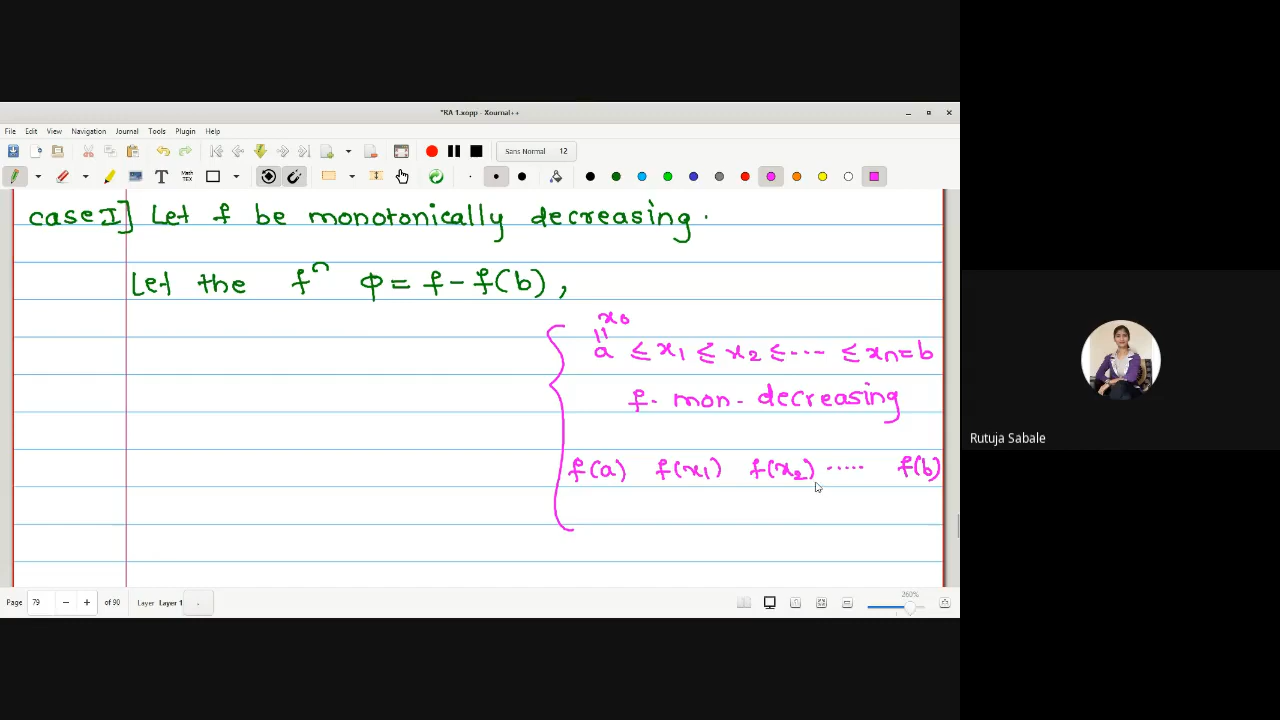 *RA 1.xopp - Xournal++
File Edit View Navigation Journal Tools Plugin Help
Sans Normal 12
case I] Let f be monotonically decreasing.
Let the fⁿ φ = f - f(b) ,
x₀
||
a ≤ x₁ ≤ x₂ ≤ ... ≤ xₙ = b
f. mon. decreasing
f(a) f(x₁) f(x₂) ..... f(b)
Rutuja Sabale
Page 79 of 90 Layer Layer 1
260%